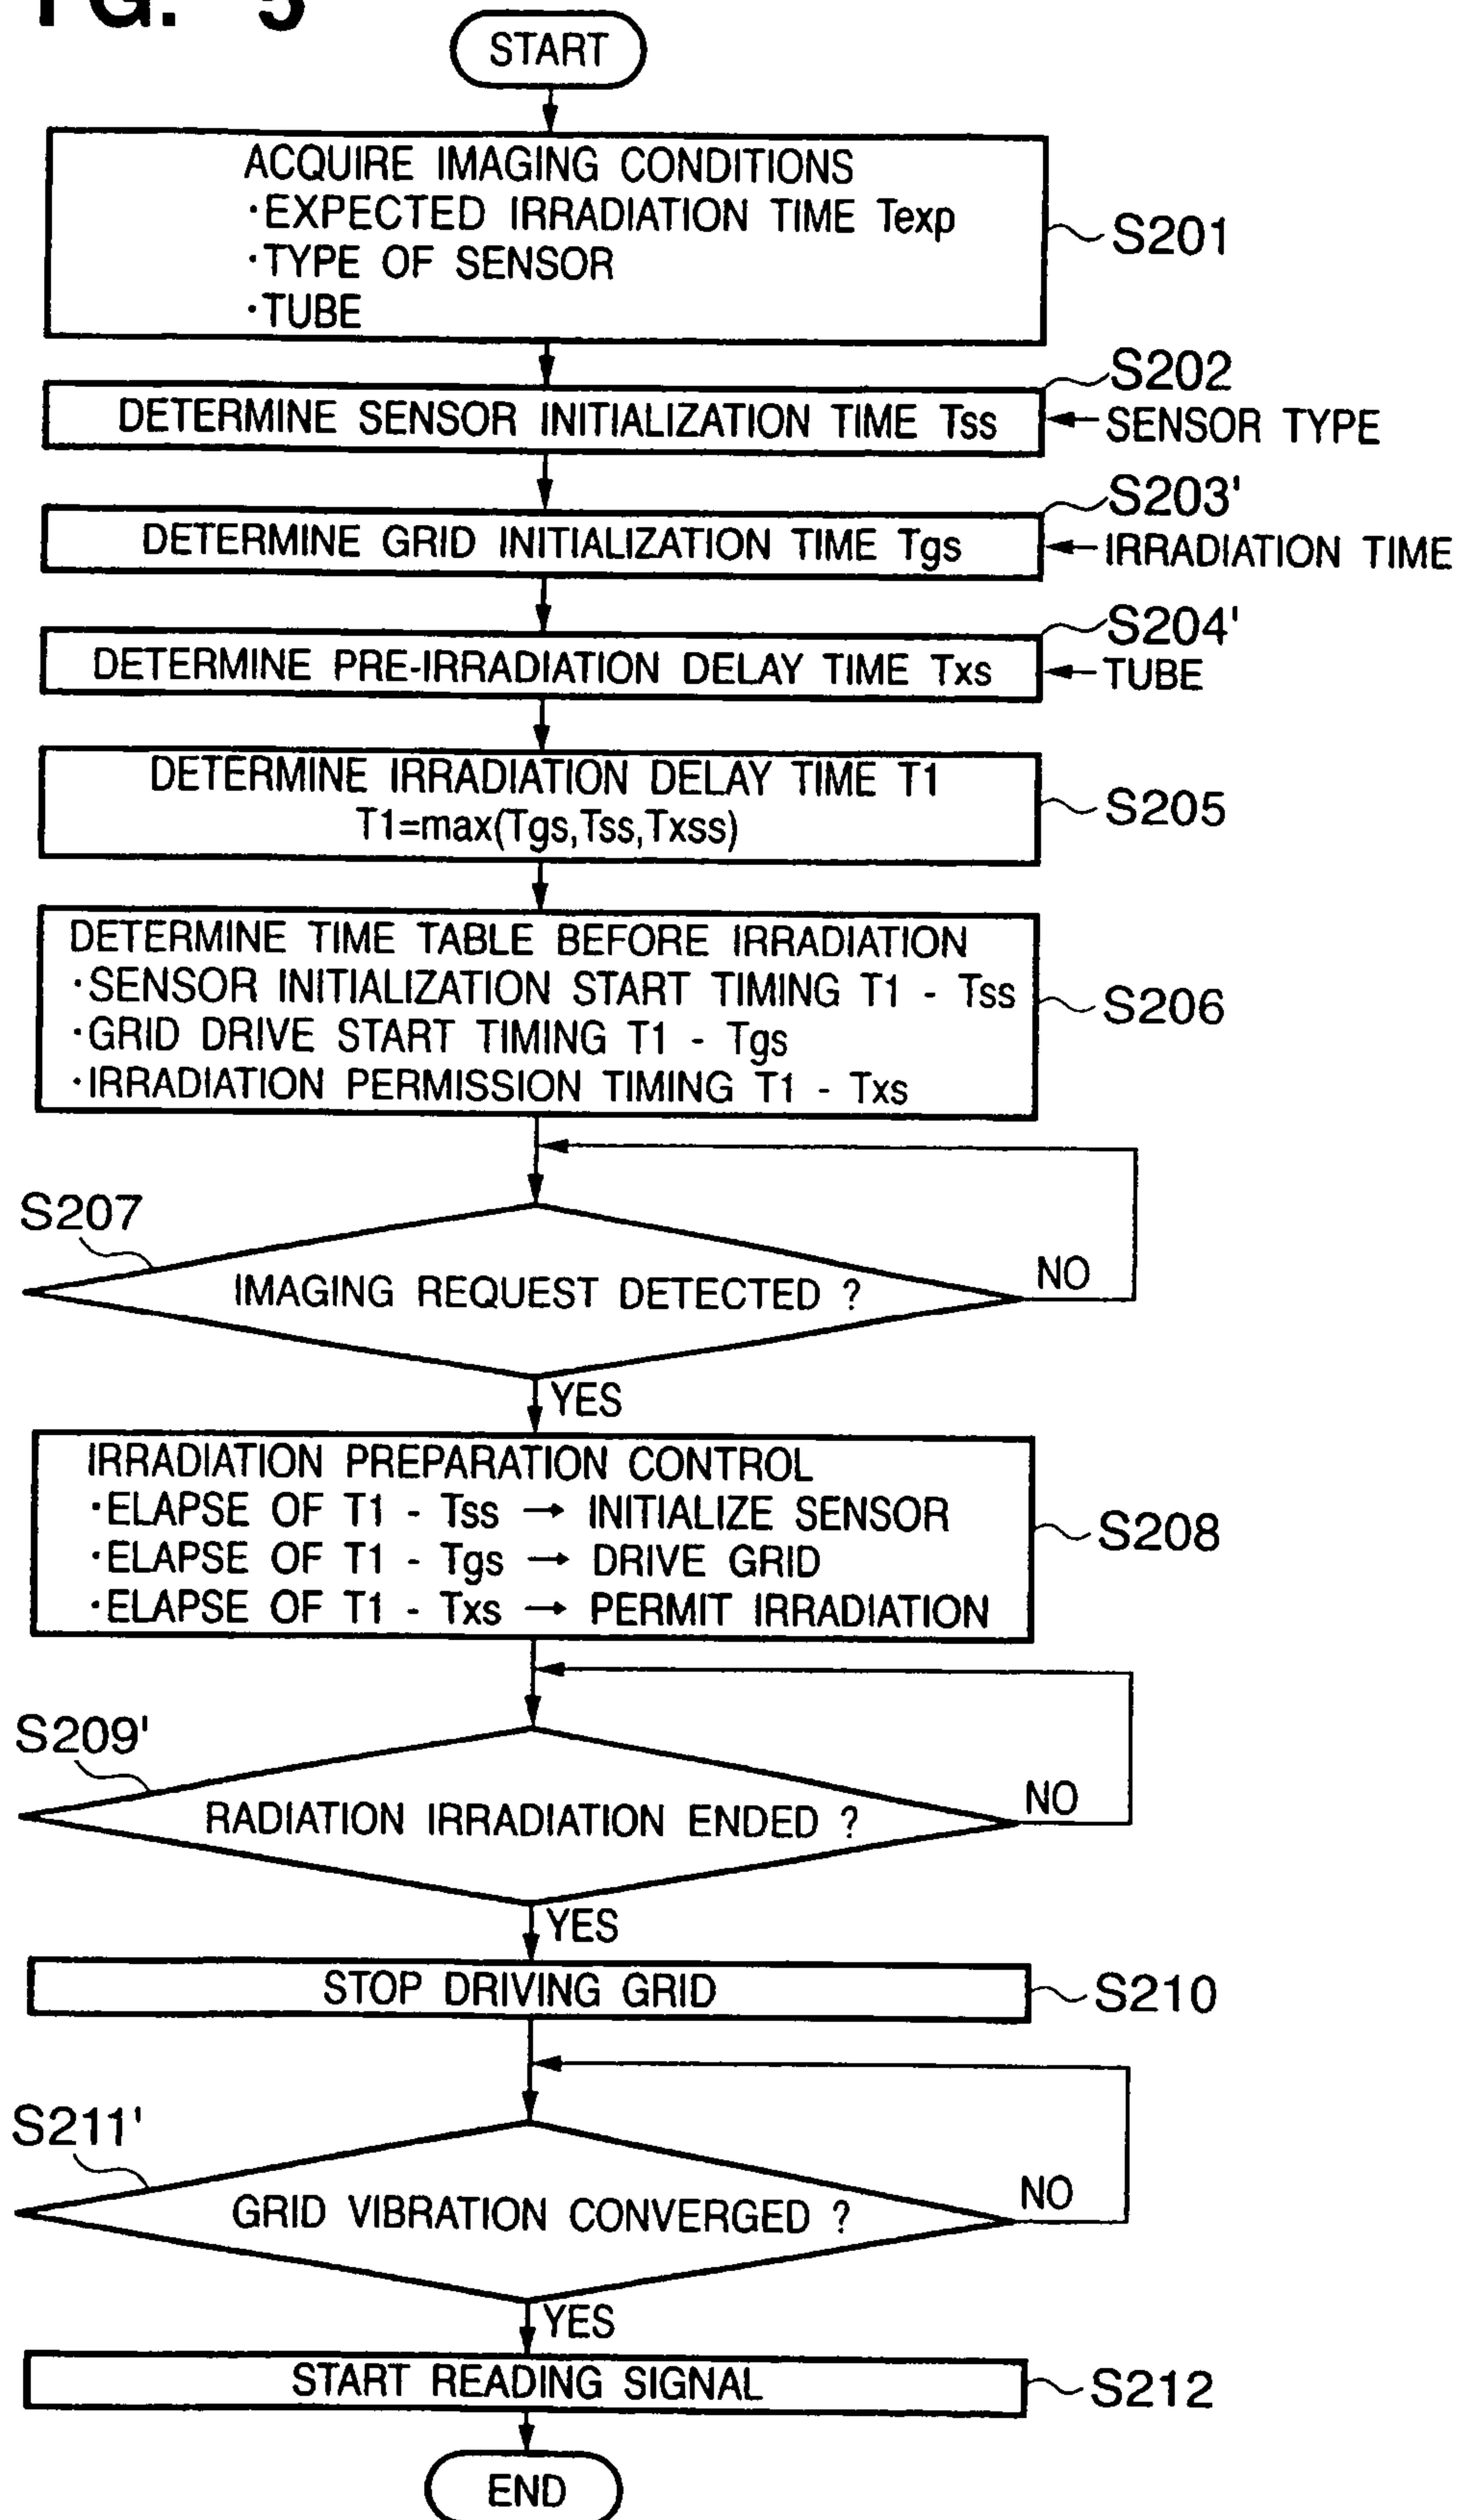 FG. 5
START
ACQUIRE IMAGING CONDITIONS
·EXPECTED IRRADIATION TIME Texp
·TYPE OF SENSOR
·TUBE
S201
S202
DETERMINE SENSOR INITIALIZATION TIME Tss
SENSOR TYPE
S203'
DETERMINE GRID INITIALIZATION TIME Tgs
IRRADIATION TIME
S204'
DETERMINE PRE-IRRADIATION DELAY TIME Txs
TUBE
DETERMINE IRRADIATION DELAY TIME T1
T1=max(Tgs,Tss,Txss)
S205
DETERMINE TIME TABLE BEFORE IRRADIATION
·SENSOR INITIALIZATION START TIMING T1 - Tss
·GRID DRIVE START TIMING T1 - Tgs
·IRRADIATION PERMISSION TIMING T1 - Txs
S206
S207
IMAGING REQUEST DETECTED ?
NO
YES
IRRADIATION PREPARATION CONTROL
·ELAPSE OF T1 - Tss → INITIALIZE SENSOR
·ELAPSE OF T1 - Tgs → DRIVE GRID
·ELAPSE OF T1 - Txs → PERMIT IRRADIATION
S208
S209'
RADIATION IRRADIATION ENDED ?
NO
YES
STOP DRIVING GRID
S210
S211'
GRID VIBRATION CONVERGED ?
NO
YES
START READING SIGNAL
S212
END